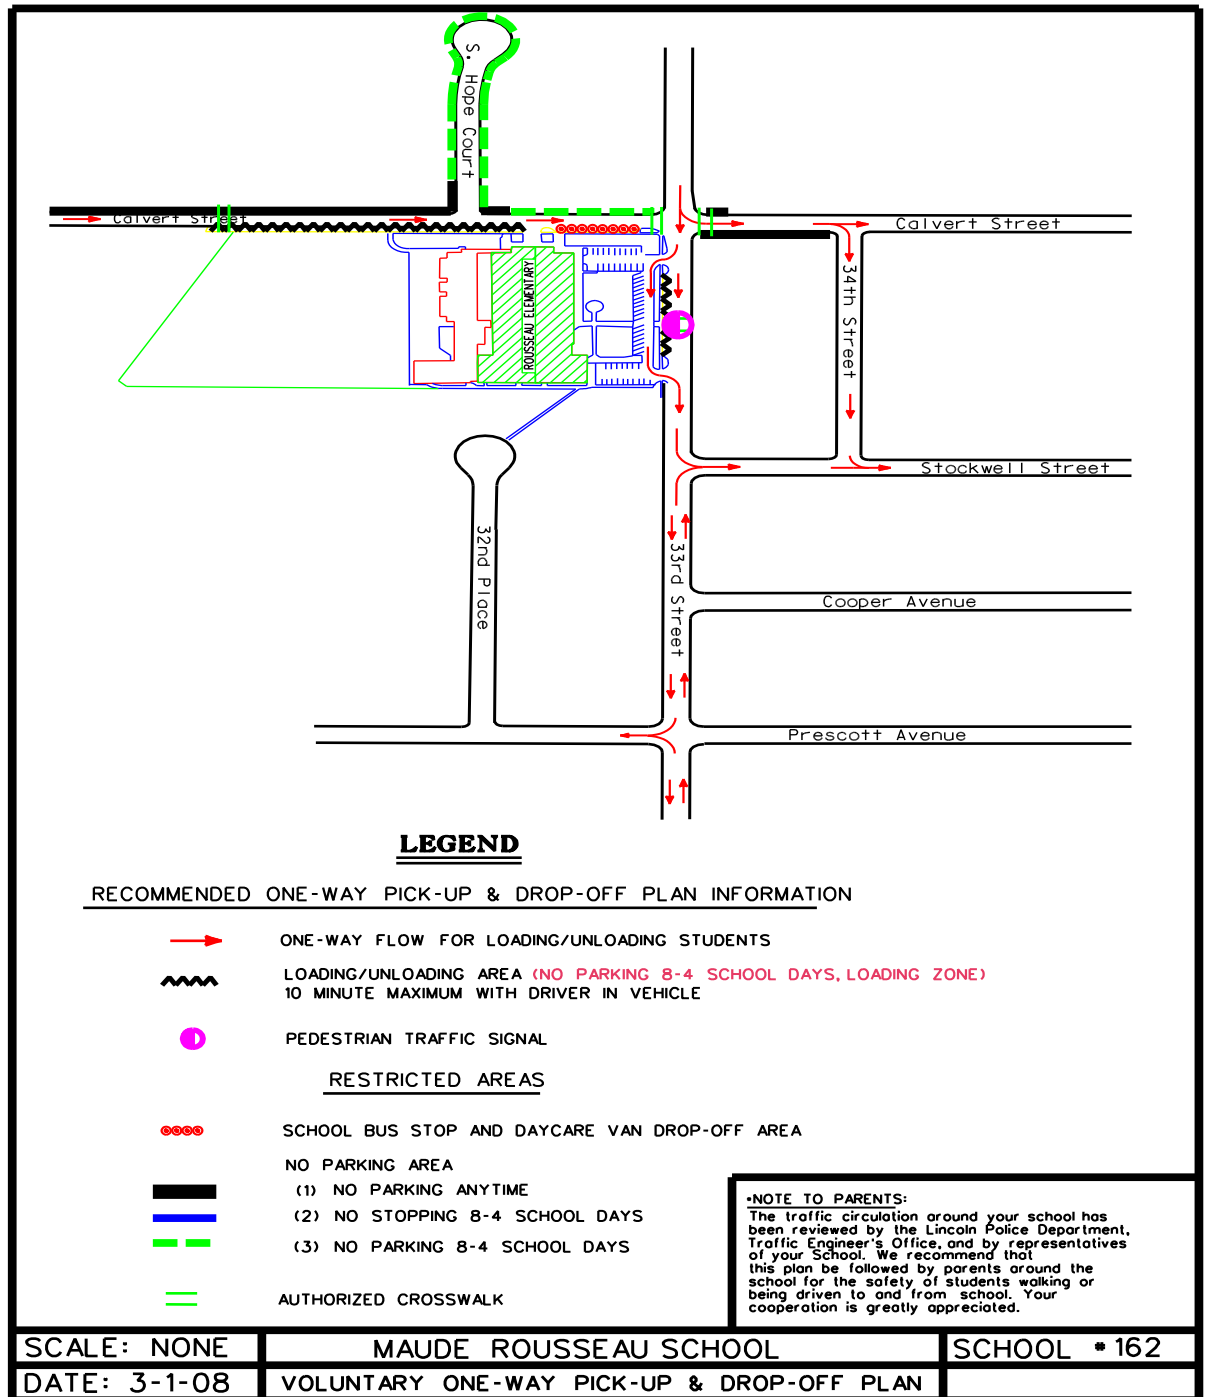 S. Hope Court
Calvert Street
Calvert Street
ROUSSEAU ELEMENTARY
34th Street
Stockwell Street
32nd Place
33rd Street
Cooper Avenue
Prescott Avenue
LEGEND
RECOMMENDED ONE-WAY PICK-UP & DROP-OFF PLAN INFORMATION
ONE-WAY FLOW FOR LOADING/UNLOADING STUDENTS
LOADING/UNLOADING AREA (NO PARKING 8-4 SCHOOL DAYS, LOADING ZONE)
10 MINUTE MAXIMUM WITH DRIVER IN VEHICLE
PEDESTRIAN TRAFFIC SIGNAL
RESTRICTED AREAS
SCHOOL BUS STOP AND DAYCARE VAN DROP-OFF AREA
NO PARKING AREA
(1) NO PARKING ANYTIME
(2) NO STOPPING 8-4 SCHOOL DAYS
(3) NO PARKING 8-4 SCHOOL DAYS
AUTHORIZED CROSSWALK
•NOTE TO PARENTS:
The traffic circulation around your school has
been reviewed by the Lincoln Police Department,
Traffic Engineer's Office, and by representatives
of your School. We recommend that
this plan be followed by parents around the
school for the safety of students walking or
being driven to and from school. Your
cooperation is greatly appreciated.
SCALE: NONE
MAUDE ROUSSEAU SCHOOL
SCHOOL # 162
DATE: 3-1-08
VOLUNTARY ONE-WAY PICK-UP & DROP-OFF PLAN